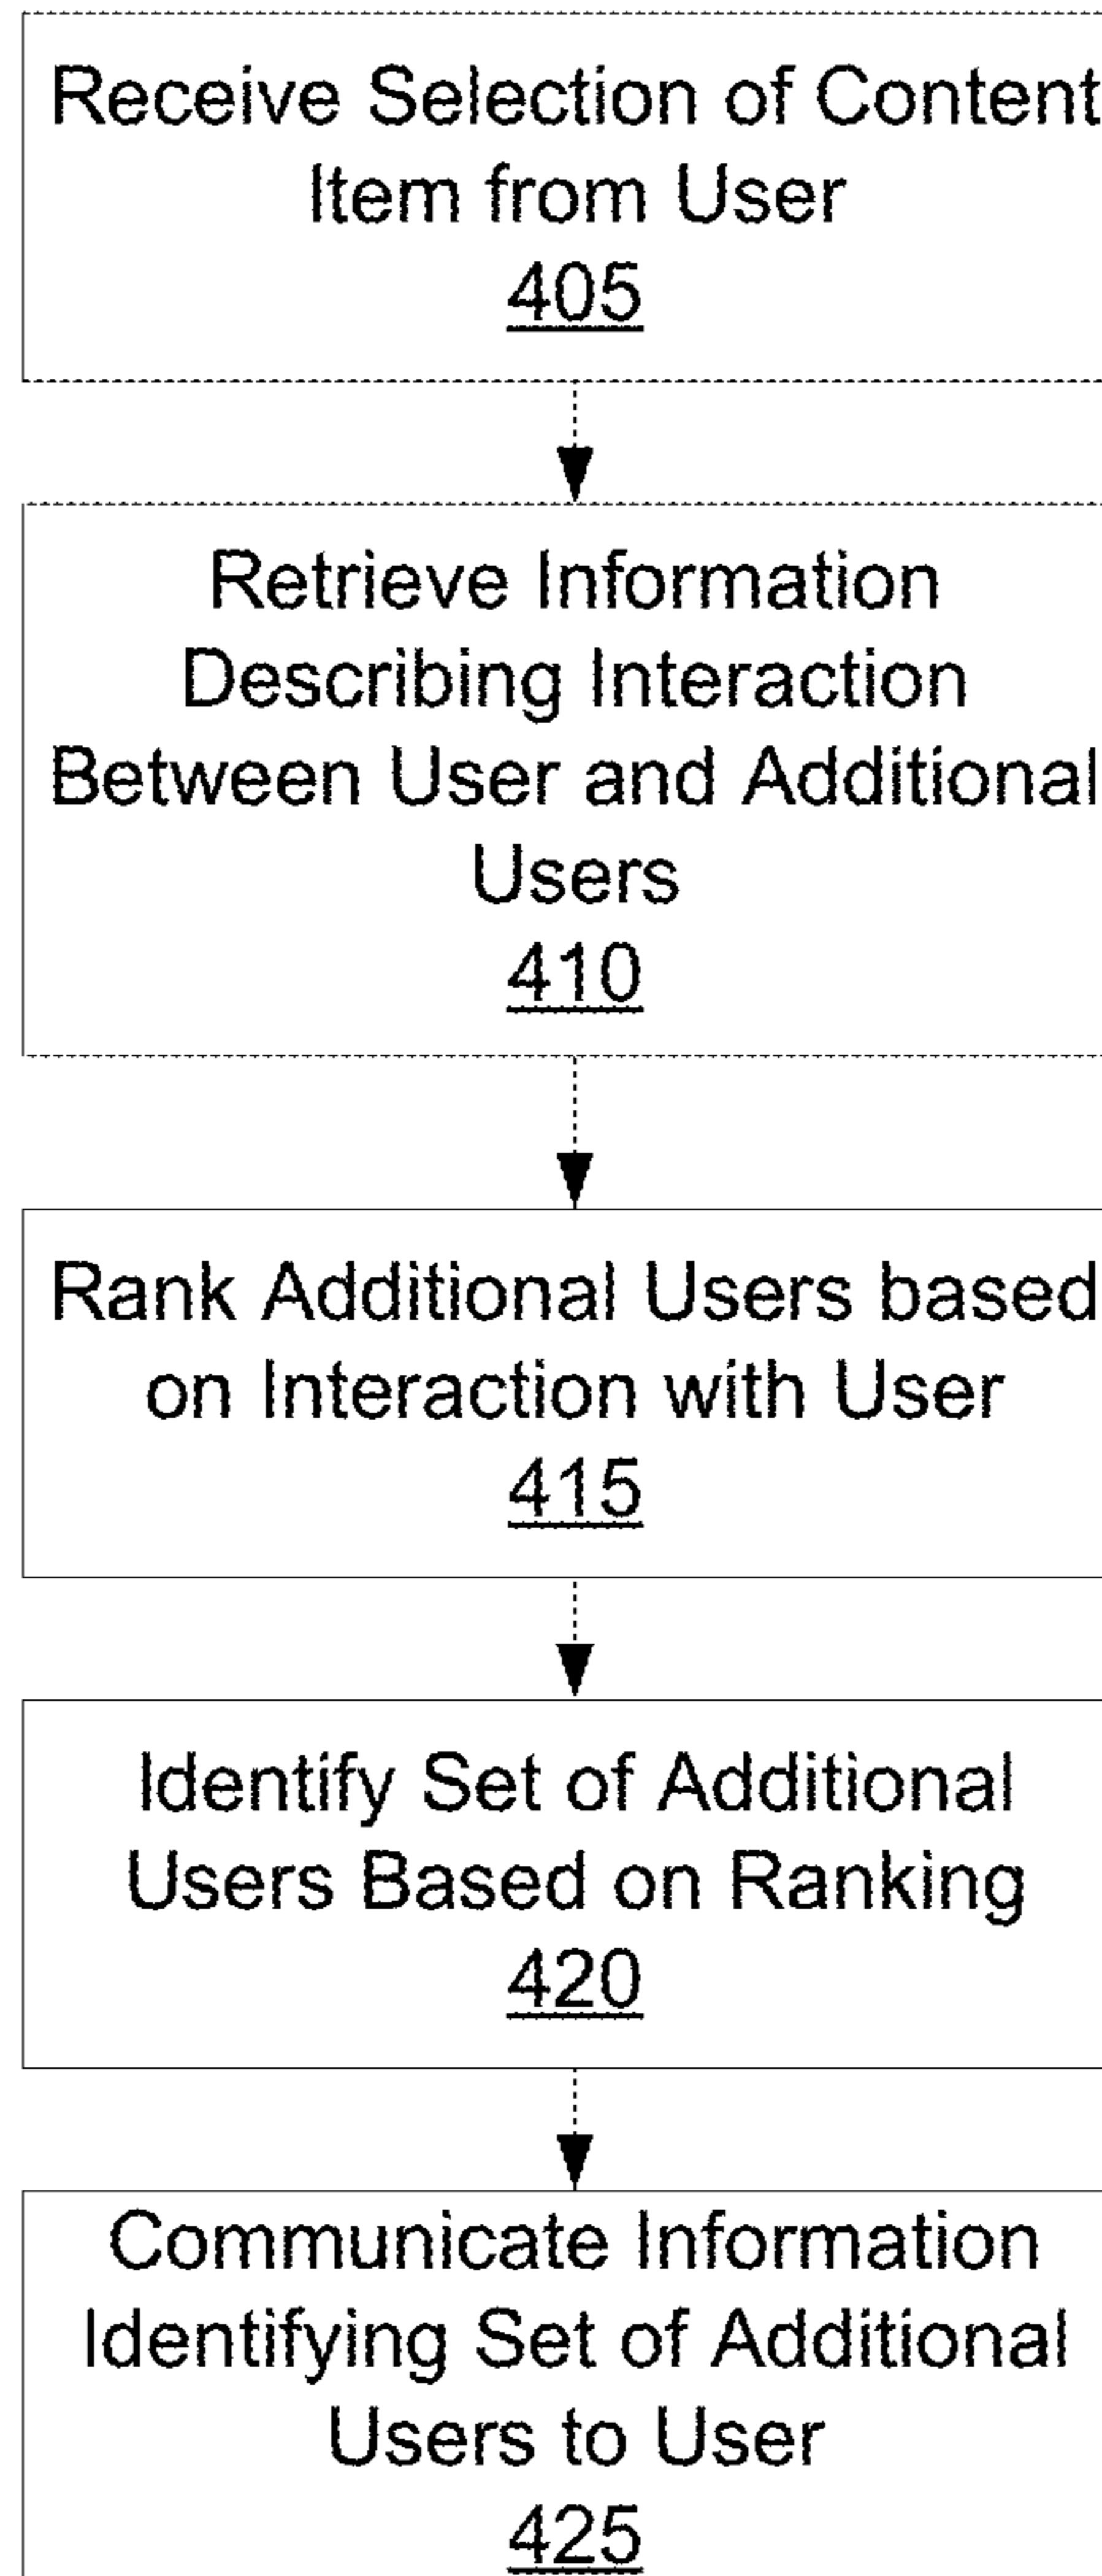 Receive Selection of Content
Item from User
405
Retrieve Information
Describing Interaction
Between User and Additional
Users
410
Rank Additional Users based
on Interaction with User
415
Identify Set of Additional
Users Based on Ranking
420
Communicate Information
Identifying Set of Additional
Users to User
425